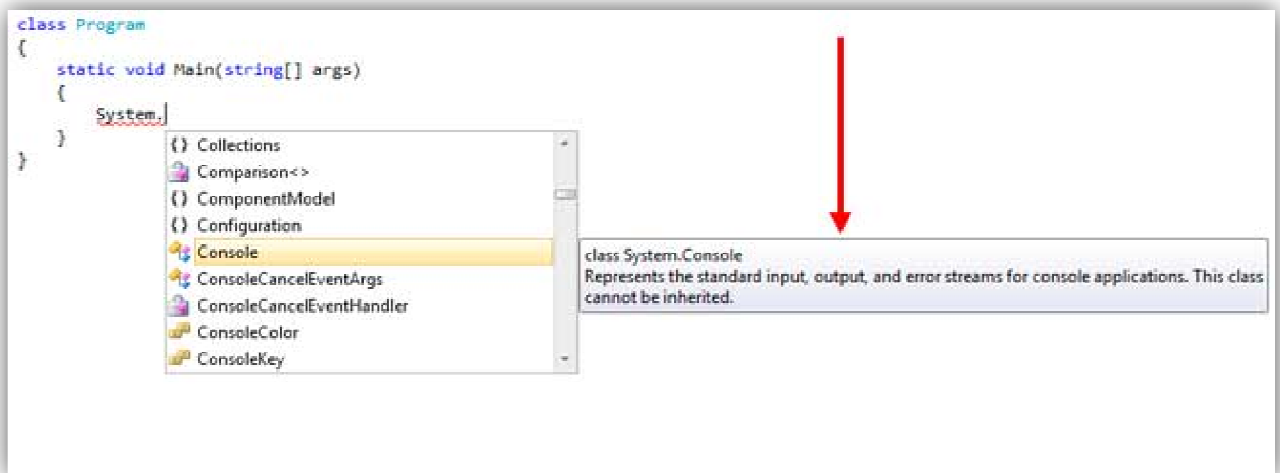 class Program
{
static void Main(string[] args)
{
System.
}
}
{} Collections
Comparison<>
{} ComponentModel
{} Configuration
Console
ConsoleCancelEventArgs
ConsoleCancelEventHandler
ConsoleColor
ConsoleKey
class System.Console
Represents the standard input, output, and error streams for console applications. This class
cannot be inherited.